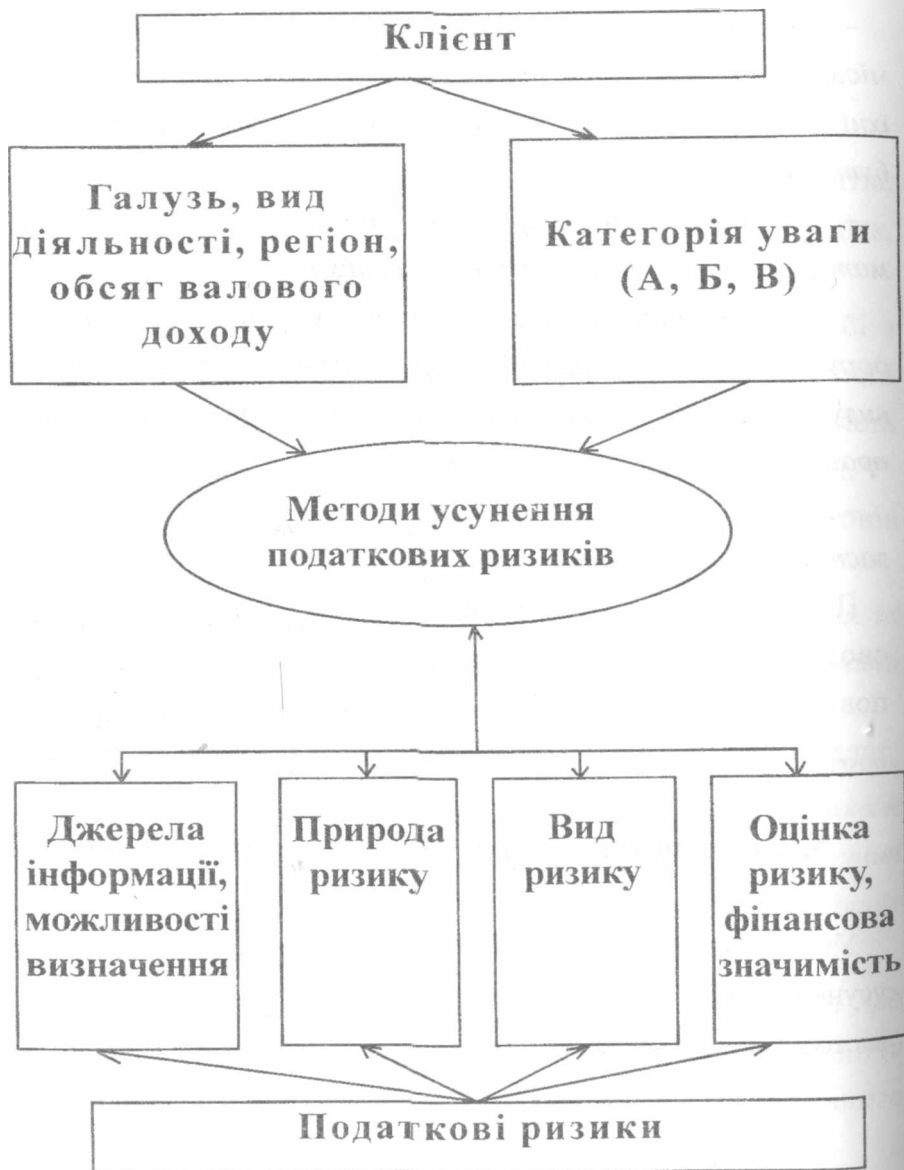 Клієнт
Галузь, вид
діяльності, регіон,
обсяг валового
доходу
Категорія уваги
(А, Б, В)
Методи усунення
податкових ризиків
Джерела
інформації,
можливості
визначення
Природа
ризику
Вид
ризику
Оцінка
ризику,
фінансова
значимість
Податкові ризики